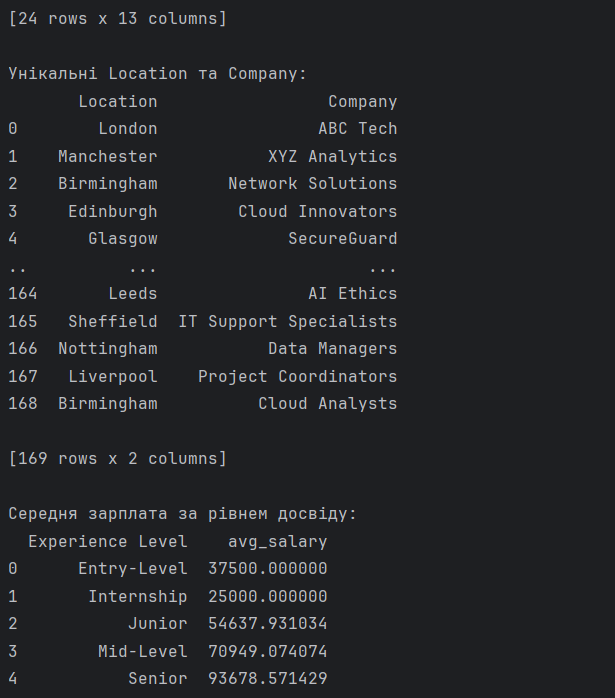 [24 rows x 13 columns]
Унікальні Location та Company:
Location Company
0 London ABC Tech
1 Manchester XYZ Analytics
2 Birmingham Network Solutions
3 Edinburgh Cloud Innovators
4 Glasgow SecureGuard
.. ... ...
164 Leeds AI Ethics
165 Sheffield IT Support Specialists
166 Nottingham Data Managers
167 Liverpool Project Coordinators
168 Birmingham Cloud Analysts
[169 rows x 2 columns]
Середня зарплата за рівнем досвіду:
Experience Level avg_salary
0 Entry-Level 37500.000000
1 Internship 25000.000000
2 Junior 54637.931034
3 Mid-Level 70949.074074
4 Senior 93678.571429